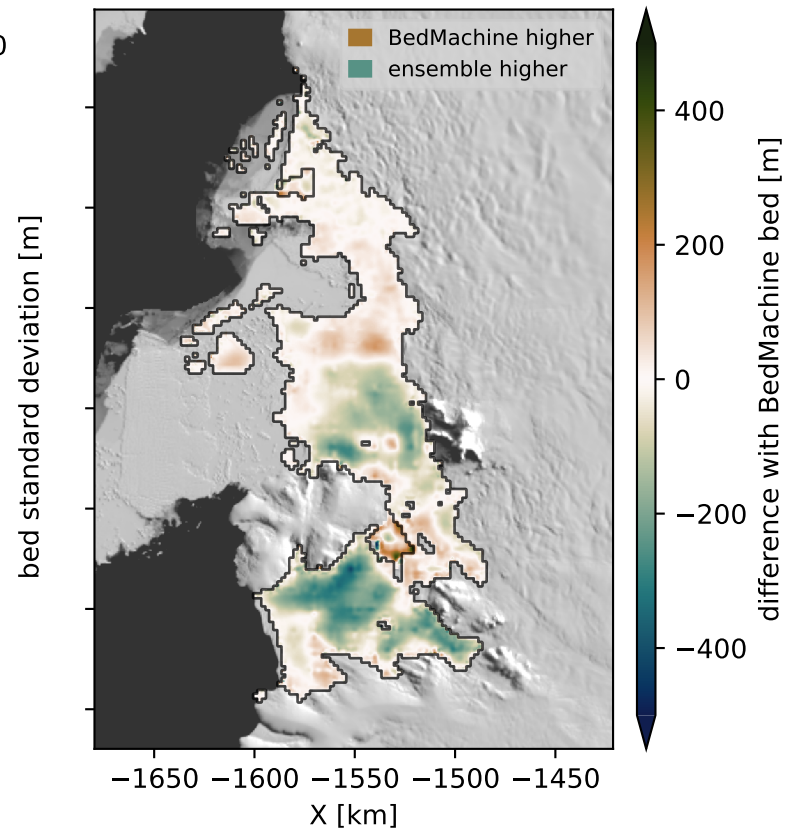 0
bed standard deviation [m]
BedMachine higher
ensemble higher
400
200
0
−200
−400
difference with BedMachine bed [m]
−1650 −1600 −1550 −1500 −1450
X [km]